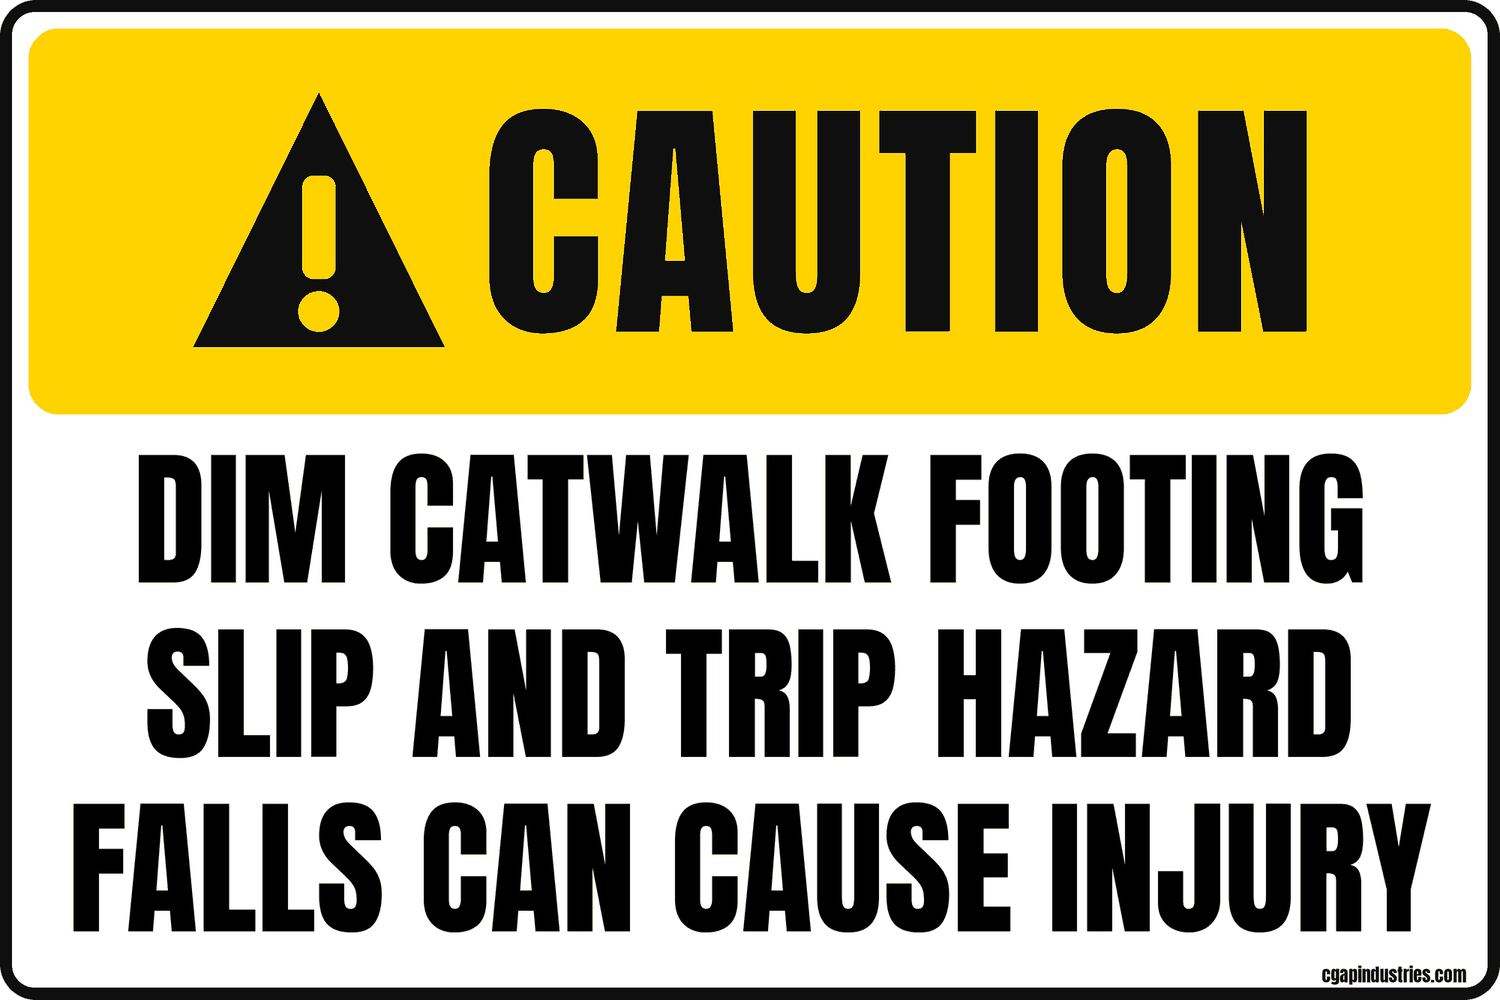 CAUTION
DIM CATWALK FOOTING
SLIP AND TRIP HAZARD
FALLS CAN CAUSE INJURY
cgapindustries.com